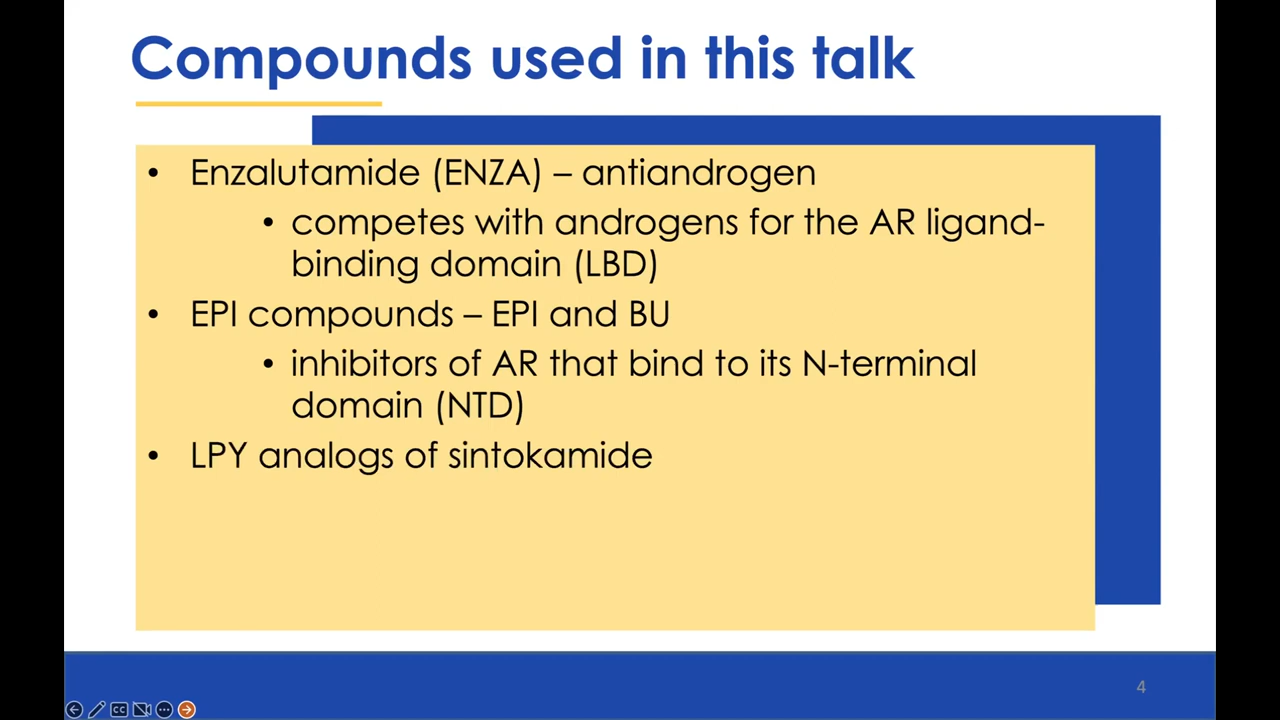 Compounds used in this talk
• Enzalutamide (ENZA) – antiandrogen
• competes with androgens for the AR ligand-
binding domain (LBD)
• EPI compounds – EPI and BU
• inhibitors of AR that bind to its N-terminal
domain (NTD)
• LPY analogs of sintokamide
4
CC